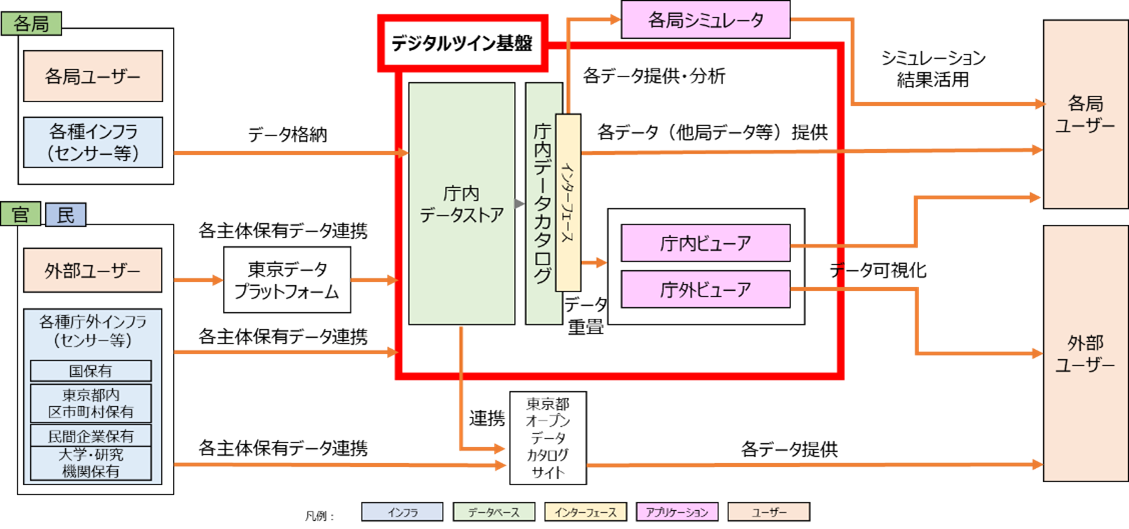 各局
各局ユーザー
各種インフラ
（センサー等）
官
民
外部ユーザー
各種庁外インフラ
（センサー等）
国保有
東京都内
区市町村保有
民間企業保有
大学・研究
機関保有
データ格納
各主体保有データ連携
東京データ
プラットフォーム
各主体保有データ連携
各主体保有データ連携
デジタルツイン基盤
庁内
データストア
庁内データカタログ
インターフェース
各局シミュレータ
各データ提供・分析
各データ（他局データ等）提供
データ
重畳
庁内ビューア
庁外ビューア
シミュレーション
結果活用
データ可視化
連携
東京都
オープン
データ
カタログ
サイト
各データ提供
各局
ユーザー
外部
ユーザー
凡例：
インフラ
データベース
インターフェース
アプリケーション
ユーザー